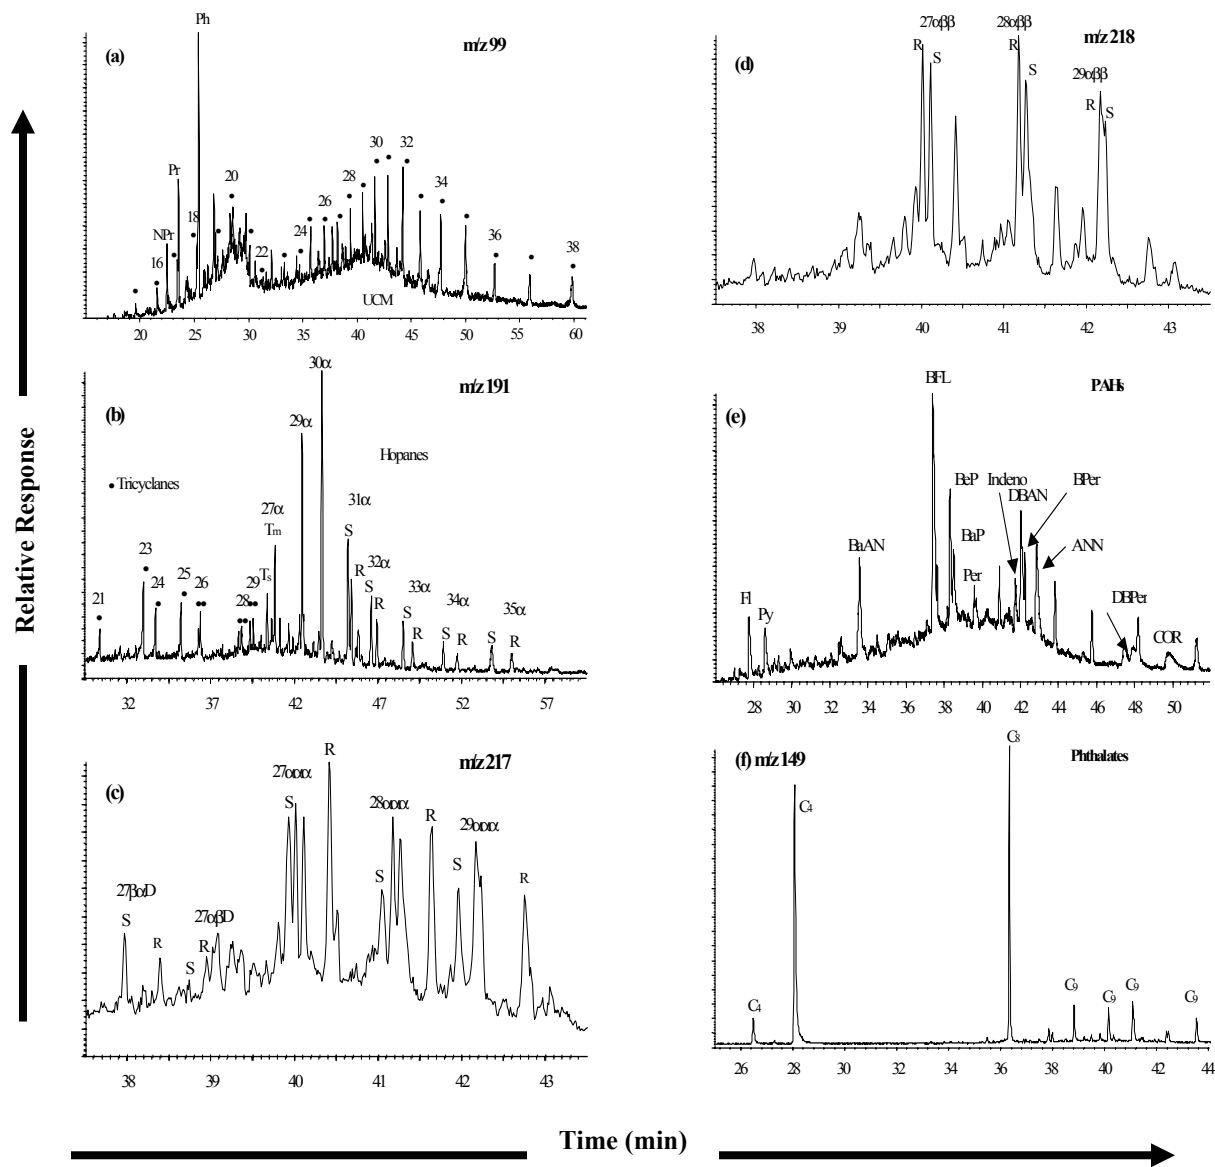 Relative Response
Time (min)
(a)
m/z 99
Ph
Pr
NPr
16
18
20
22
24
26
28
30
32
34
36
38
UCM
20 25 30 35 40 45 50 55 60
(b)
m/z 191
• Tricyclanes
Hopanes
21
23
24
25
26
28
29
Ts
27α
Tm
29α
30α
31α
S
R
32α
S
R
33α
S
R
34α
S
R
35α
S
R
32 37 42 47 52 57
(c)
m/z 217
27βαD
S
R
27αβD
S
R
27ααα
S
R
28ααα
S
R
29ααα
S
R
38 39 40 41 42 43
(d)
m/z 218
27αββ
R
S
28αββ
R
S
29αββ
R
S
38 39 40 41 42 43
(e)
PAHs
Fl
Py
BaAN
BFL
BeP
BaP
Per
Indeno
DBAN
BPer
ANN
DBPer
COR
28 30 32 34 36 38 40 42 44 48 50
(f) m/z 149
Phthalates
C4
C4
C8
C9
C9
C9
C9
26 28 30 32 34 36 38 40 42 44